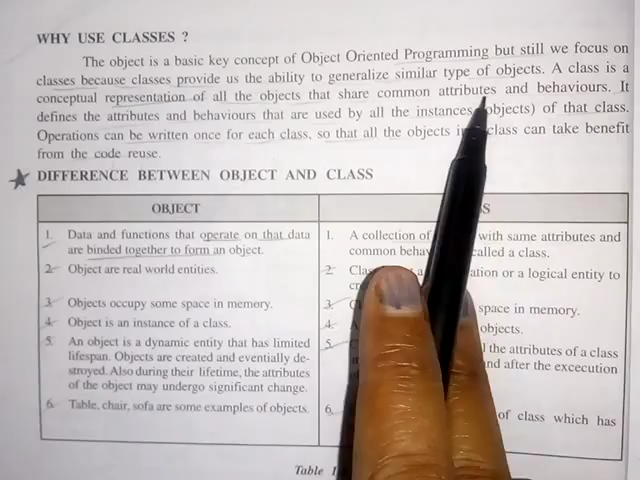 WHY USE CLASSES ?
The object is a basic key concept of Object Oriented Programming but still we focus on
classes because classes provide us the ability to generalize similar type of objects. A class is a
conceptual representation of all the objects that share common attributes and behaviours. It
defines the attributes and behaviours that are used by all the instances objects) of that class.
Operations can be written once for each class, so that all the objects in class can take benefit
from the code reuse.
DIFFERENCE BETWEEN OBJECT AND CLASS
OBJECT
1. Data and functions that operate on that data
are binded together to form an object.
2. Object are real world entities.
3. Objects occupy some space in memory.
4. Object is an instance of a class.
5. An object is a dynamic entity that has limited
lifespan. Objects are created and eventially de-
stroyed. Also during their lifetime, the attributes
of the object may undergo significant change.
6. Table, chair, sofa are some examples of objects.
1. A collection of with same attributes and
common called a class.
2. or a logical entity to
3. space in memory.
4. objects.
5. the attributes of a class
and after the excecution
6. of class which has
Table